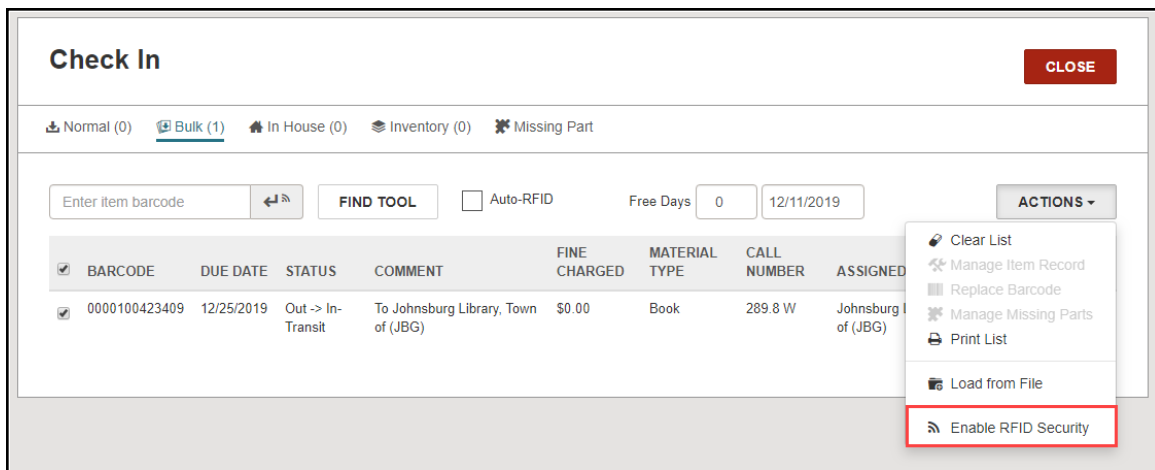 Check In
CLOSE
Normal (0) Bulk (1) In House (0) Inventory (0) Missing Part
Enter item barcode FIND TOOL Auto-RFID Free Days 0 12/11/2019 ACTIONS
Clear List
Manage Item Record
Replace Barcode
Manage Missing Parts
Print List
Load from File
Enable RFID Security
BARCODE DUE DATE STATUS COMMENT FINE CHARGED MATERIAL TYPE CALL NUMBER ASSIGNED
0000100423409 12/25/2019 Out -> In- To Johnsburg Library, Town $0.00 Book 289.8 W Johnsburg
Transit of (JBG) of (JBG)